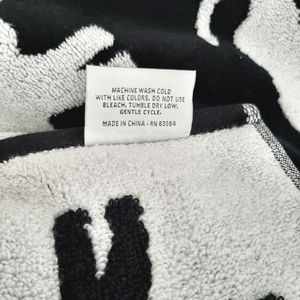 MACHINE WASH COLD
WITH LIKE COLORS. DO NOT USE
BLEACH. TUMBLE DRY LOW,
GENTLE CYCLE.
MADE IN CHINA - RN 83084